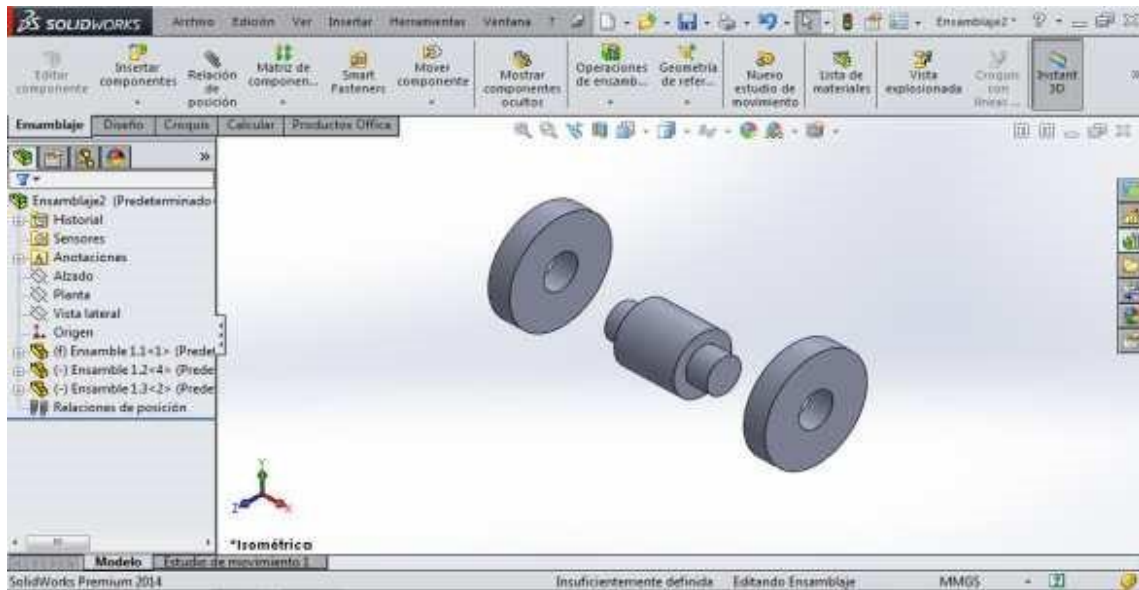 SOLIDWORKS Archivo Edición Ver Insertar Herramientas Ventana ? Ensamblaje2 *
Editar componente
Insertar componentes
Relación de posición
Matriz de componen...
Smart Fasteners
Mover componente
Mostrar componentes ocultos
Operaciones de ensamb...
Geometría de refer...
Nuevo estudio de movimiento
Lista de materiales
Vista explosionada
Croquis con líneas ...
Instant 3D
Ensamblaje Diseño Croquis Calcular Productos Office
Ensamblaje2 (Predeterminado
Historial
Sensores
Anotaciones
Alzado
Planta
Vista lateral
Origen
(f) Ensamble 1.1<1> (Predet
(-) Ensamble 1.2<4> (Prede
(-) Ensamble 1.3<2> (Prede
Relaciones de posición
Y
Z X
*Isométrica
Modelo Estudio de movimiento 1
SolidWorks Premium 2014 Insuficientemente definida Editando Ensamblaje MMGS